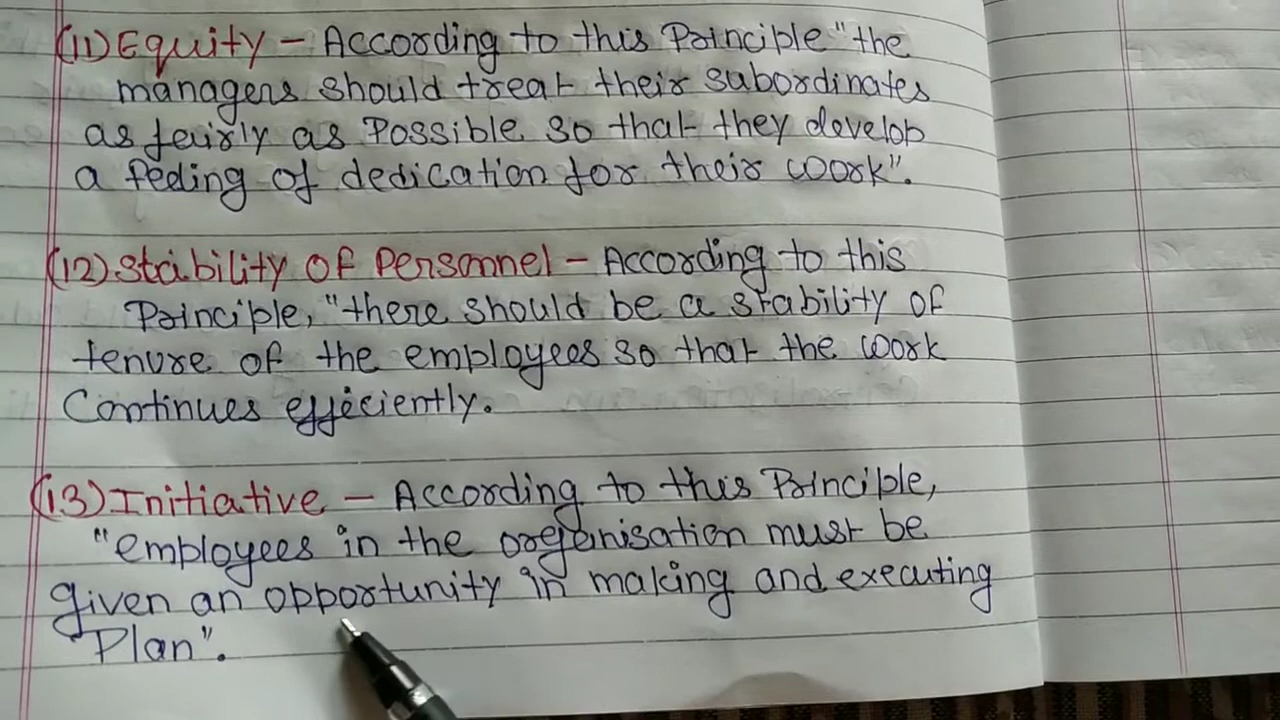 (11) Equity - According to this Principle "the
managers should treat their subordinates
as fairly as Possible so that they develop
a feeling of dedication for their work".
(12) Stability Of Personnel - According to this
Principle, "there should be a stability of
tenure of the employees so that the work
Continues efficiently.
(13) Initiative - According to this Principle,
"employees in the organisation must be
given an opportunity in making and executing
Plan".